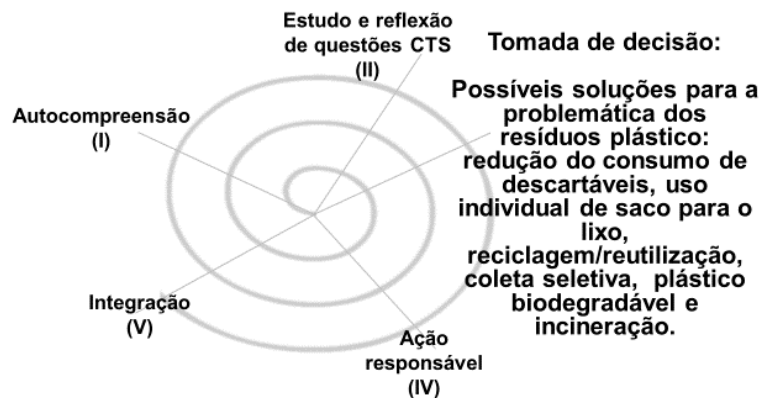 Estudo e reflexão
de questões CTS
(II)
Tomada de decisão:
Possíveis soluções para a
problemática dos
resíduos plástico:
redução do consumo de
descartáveis, uso
individual de saco para o
lixo,
reciclagem/reutilização,
coleta seletiva, plástico
biodegradável e
incineração.
Autocompreensão
(I)
Integração
(V)
Ação
responsável
(IV)